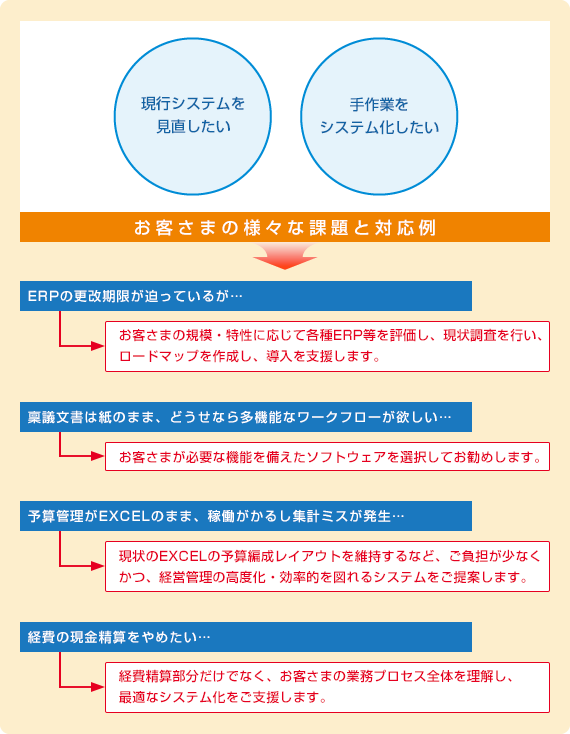 現行システムを
見直したい
手作業を
システム化したい
お客さまの様々な課題と対応例
ERPの更改期限が迫っているが…
お客さまの規模・特性に応じて各種ERP等を評価し、現状調査を行い、
ロードマップを作成し、導入を支援します。
稟議文書は紙のまま、どうせなら多機能なワークフローが欲しい…
お客さまが必要な機能を備えたソフトウェアを選択してお勧めします。
予算管理がEXCELのまま、稼働がかるし集計ミスが発生…
現状のEXCELの予算編成レイアウトを維持するなど、ご負担が少なく
かつ、経営管理の高度化・効率的を図れるシステムをご提案します。
経費の現金精算をやめたい…
経費精算部分だけでなく、お客さまの業務プロセス全体を理解し、
最適なシステム化をご支援します。